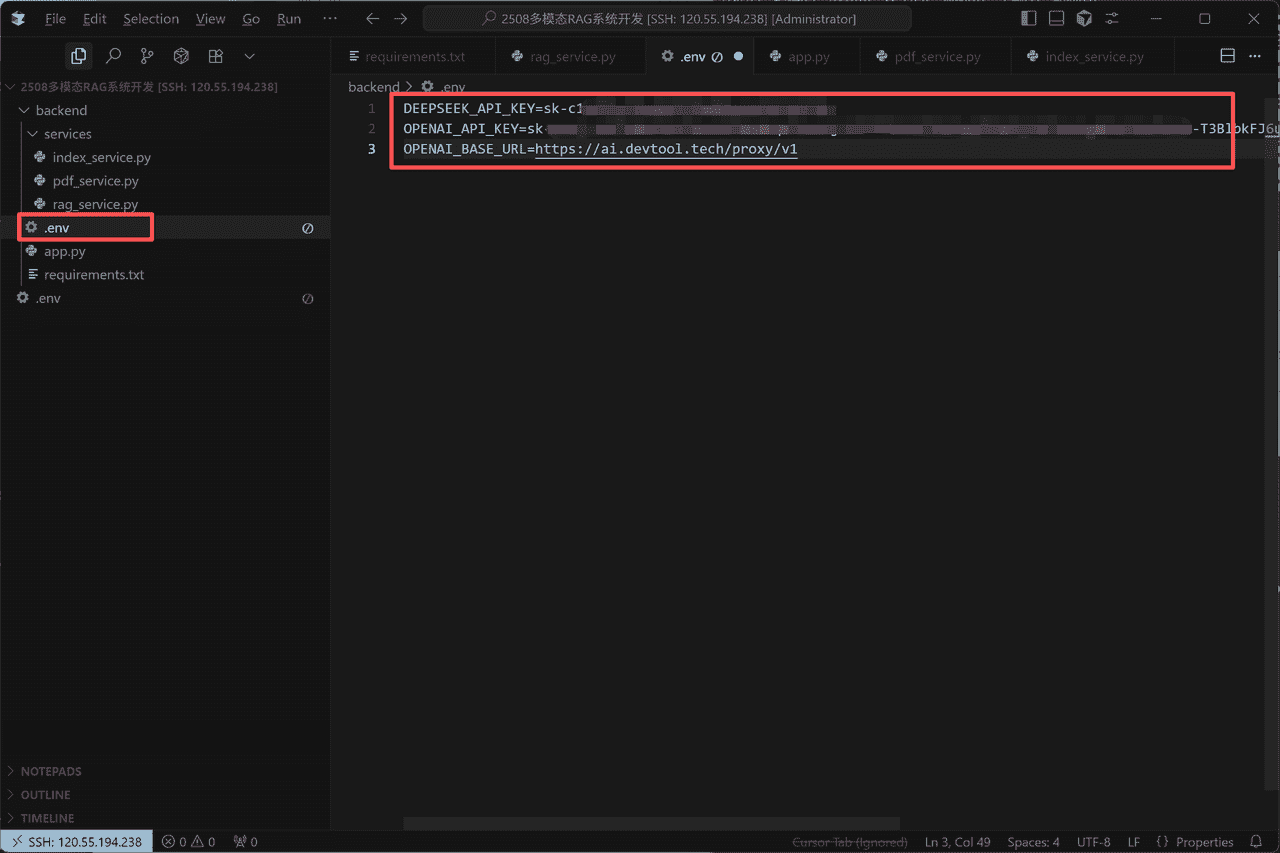 File Edit Selection View Go Run ··· 2508多模态RAG系统开发 [SSH: 120.55.194.238] [Administrator]
requirements.txt rag_service.py .env app.py pdf_service.py index_service.py
2508多模态RAG系统开发 [SSH: 120.55.194.238]
backend > .env
backend
services
index_service.py
pdf_service.py
rag_service.py
.env
app.py
requirements.txt
.env
1 DEEPSEEK_API_KEY=sk-c1
2 OPENAI_API_KEY=sk
3 OPENAI_BASE_URL=https://ai.devtool.tech/proxy/v1
NOTEPADS
OUTLINE
TIMELINE
SSH: 120.55.194.238 0 0 0 Cursor Tab (Ignored) Ln 3, Col 49 Spaces: 4 UTF-8 LF {} Properties